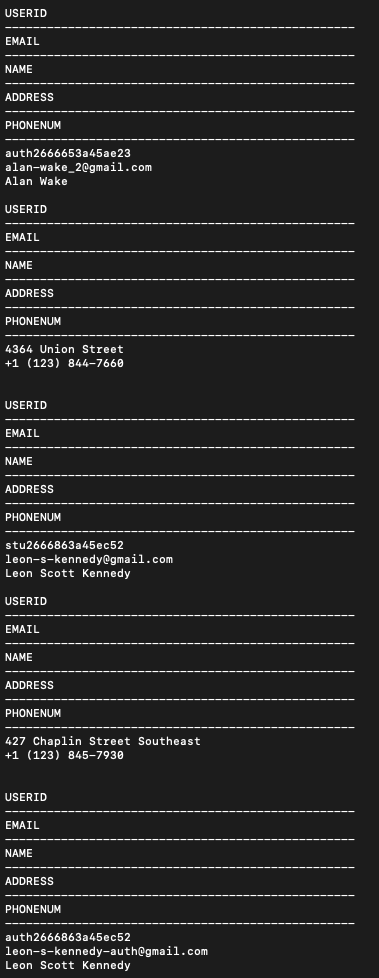 USERID
--------------------------------------------------
EMAIL
--------------------------------------------------
NAME
--------------------------------------------------
ADDRESS
--------------------------------------------------
PHONENUM
--------------------------------------------------
auth2666653a45ae23
alan-wake_2@gmail.com
Alan Wake
USERID
--------------------------------------------------
EMAIL
--------------------------------------------------
NAME
--------------------------------------------------
ADDRESS
--------------------------------------------------
PHONENUM
--------------------------------------------------
4364 Union Street
+1 (123) 844-7660
USERID
--------------------------------------------------
EMAIL
--------------------------------------------------
NAME
--------------------------------------------------
ADDRESS
--------------------------------------------------
PHONENUM
--------------------------------------------------
stu2666863a45ec52
leon-s-kennedy@gmail.com
Leon Scott Kennedy
USERID
--------------------------------------------------
EMAIL
--------------------------------------------------
NAME
--------------------------------------------------
ADDRESS
--------------------------------------------------
PHONENUM
--------------------------------------------------
427 Chaplin Street Southeast
+1 (123) 845-7930
USERID
--------------------------------------------------
EMAIL
--------------------------------------------------
NAME
--------------------------------------------------
ADDRESS
--------------------------------------------------
PHONENUM
--------------------------------------------------
auth2666863a45ec52
leon-s-kennedy-auth@gmail.com
Leon Scott Kennedy